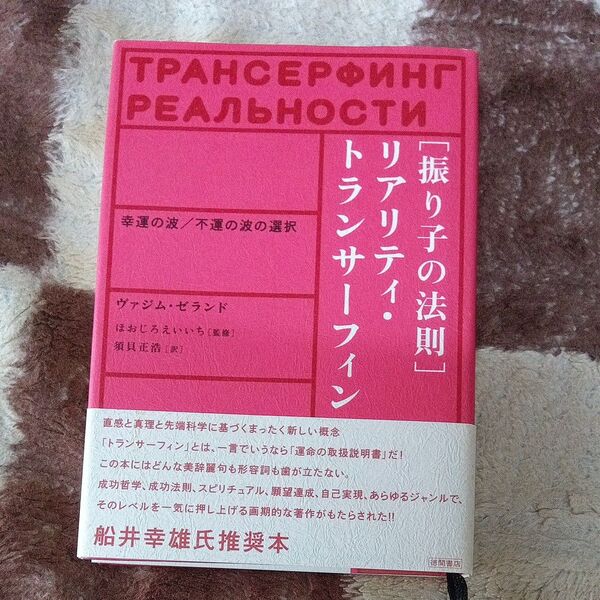 ТРАНСЕРФИНГ
РЕАЛЬНОСТИ
[振り子の法則]
リアリティ・
トランサーフィン
幸運の波／不運の波の選択
ヴァジム・ゼランド
ほおじろえいいち[監修]
須貝正浩[訳]
直感と真理と先端科学に基づくまったく新しい概念
「トランサーフィン」とは、一言でいうなら「運命の取扱説明書」だ!
この本にはどんな美辞麗句も形容詞も歯が立たない。
成功哲学、成功法則、スピリチュアル、願望達成、自己実現、あらゆるジャンルで、
そのレベルを一気に押し上げる画期的な著作がもたらされた!!
船井幸雄氏推奨本
徳間書店